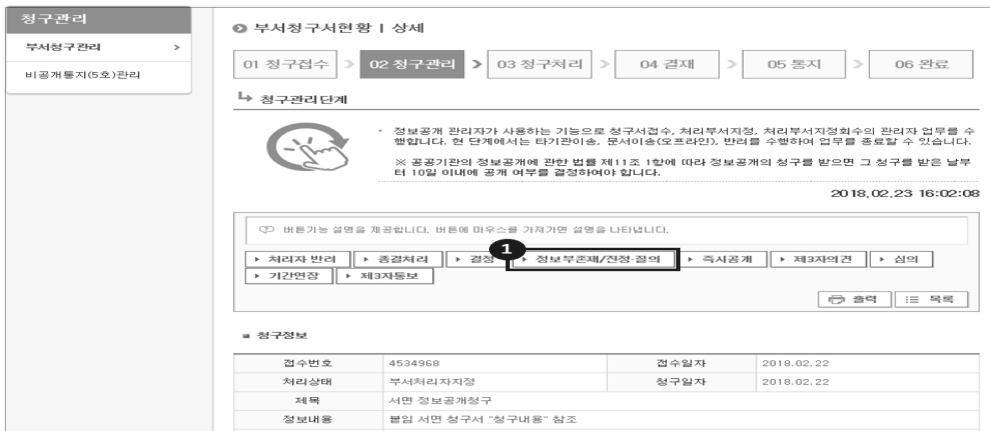 청구관리
부서청구관리 >
비공개통지(5호)관리
부서청구서현황 | 상세
01 청구접수 > 02 청구관리 > 03 청구처리 > 04 결재 > 05 통지 > 06 완료
청구관리단계
· 정보공개 관리자가 사용하는 기능으로 청구서접수, 처리부서지정, 처리부서지정회수의 관리자 업무를 수
행합니다. 현 단계에서는 타기관이송, 문서이송(오프라인), 반려를 수행하여 업무를 종료할 수 있습니다.
※ 공공기관의 정보공개에 관한 법률 제11조 1항에 따라 정보공개의 청구를 받으면 그 청구를 받은 날부
터 10일 이내에 공개 여부를 결정하여야 합니다.
2018.02.23 16:02:08
버튼기능 설명을 제공합니다. 버튼에 마우스를 가져가면 설명을 나타냅니다.
1
처리자 반려 종결처리 결정 정보부존재/진정·질의 즉시공개 제3자의견 심의
기간연장 제3자통보
출력 목록
청구정보
접수번호 4534968 접수일자 2018.02.22
처리상태 부서처리자지정 청구일자 2018.02.22
제목 서면 정보공개청구
정보내용 붙임 서면 청구서 "청구내용" 참조